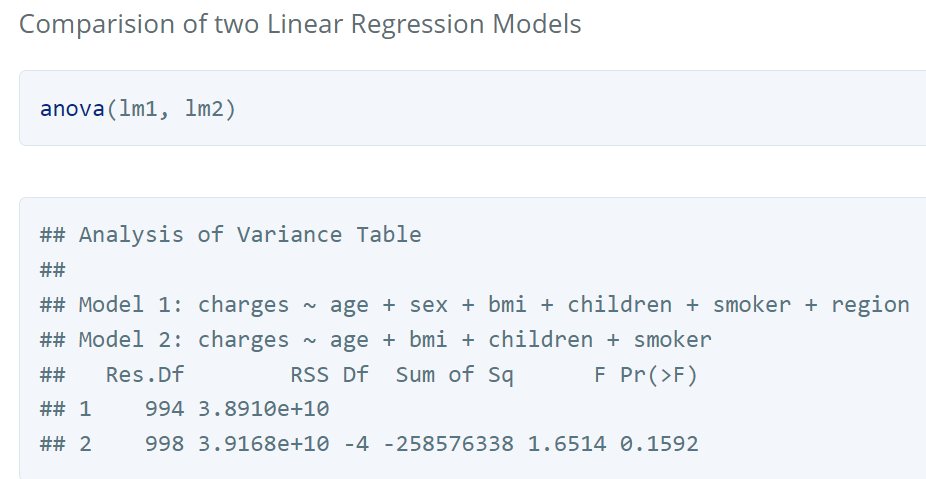 Comparision of two Linear Regression Models
anova(lm1, lm2)
## Analysis of Variance Table
##
## Model 1: charges ~ age + sex + bmi + children + smoker + region
## Model 2: charges ~ age + bmi + children + smoker
##   Res.Df        RSS Df  Sum of Sq      F Pr(>F)
## 1    994 3.8910e+10
## 2    998 3.9168e+10 -4 -258576338 1.6514 0.1592